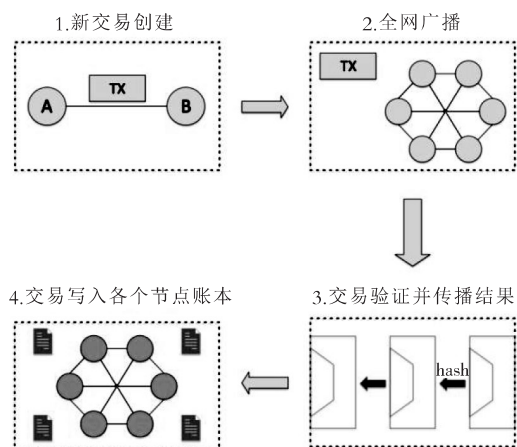 1.新交易创建
TX
A
B
2.全网广播
TX
3.交易验证并传播结果
hash
4.交易写入各个节点账本